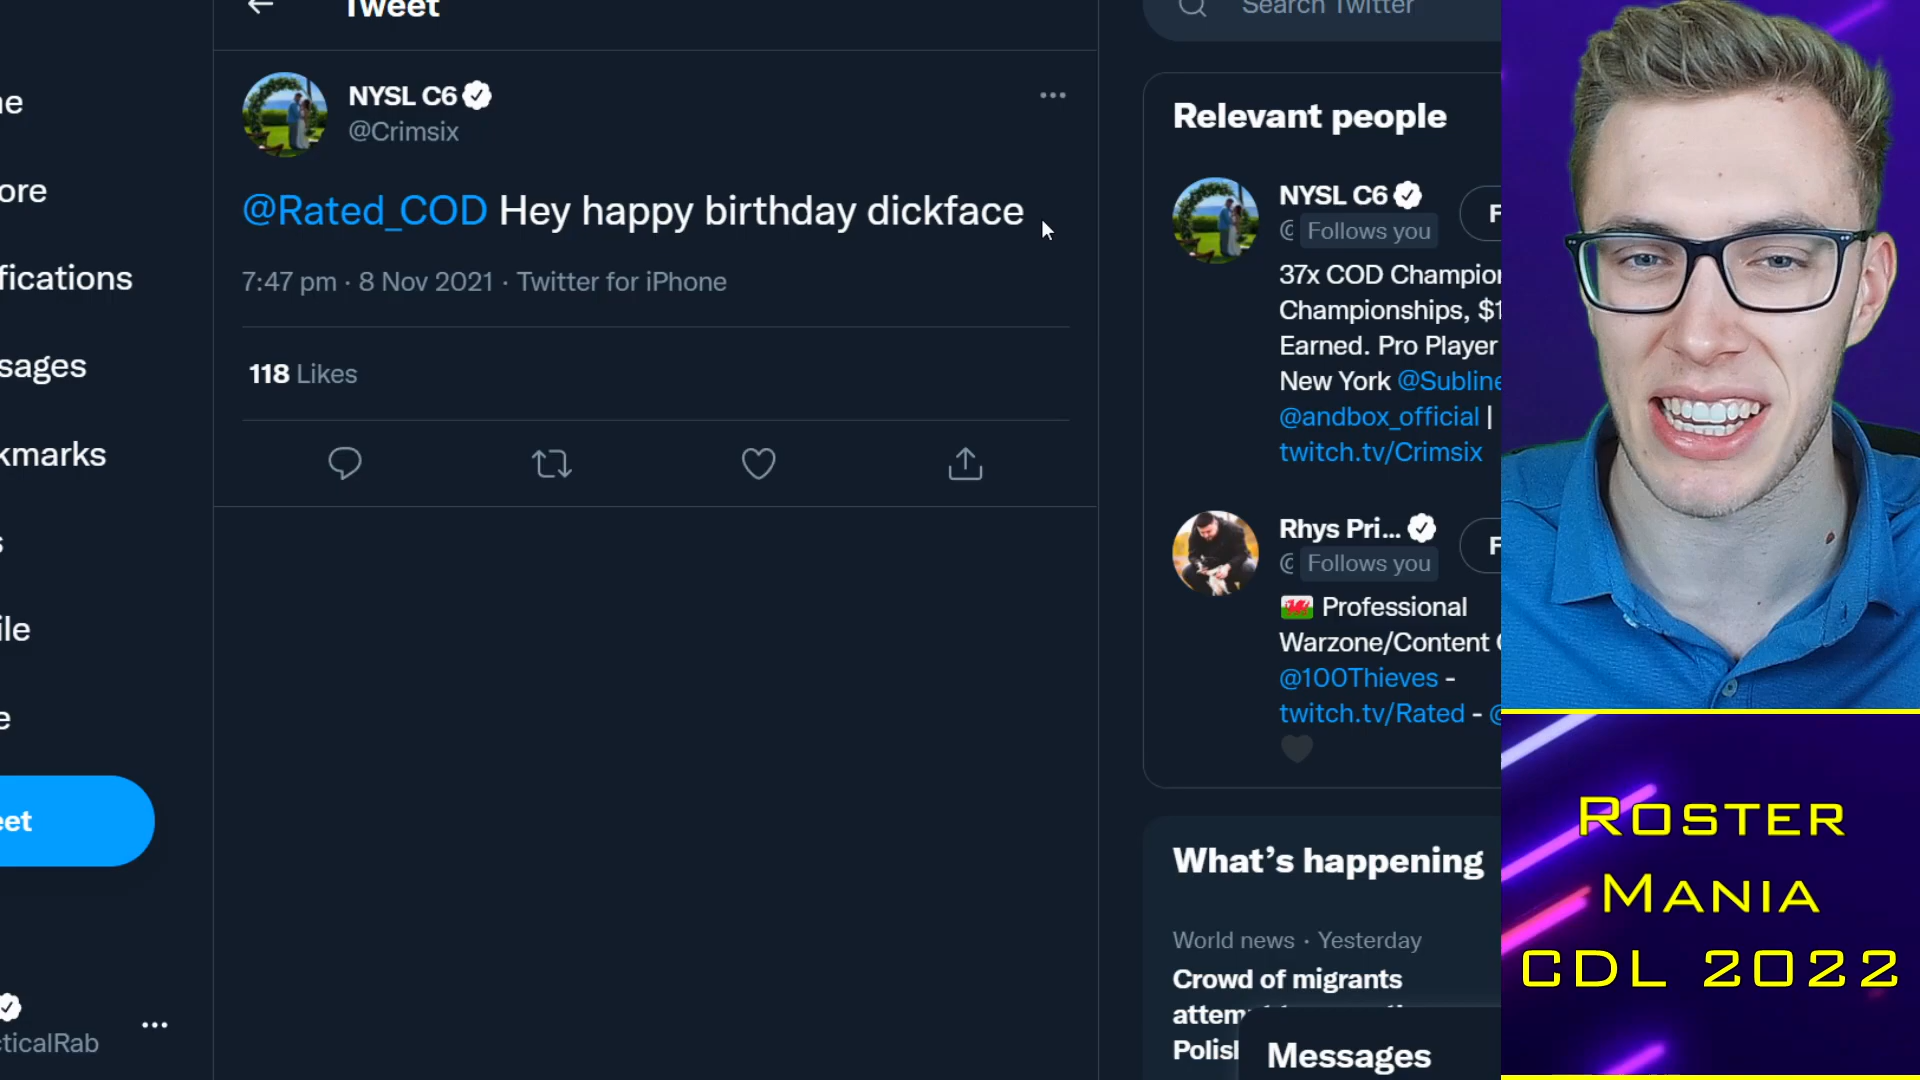 Tweet
Search Twitter
NYSL C6
@Crimsix
@Rated_COD Hey happy birthday dickface
7:47 pm · 8 Nov 2021 · Twitter for iPhone
118 Likes
ore
fications
sages
kmarks
ile
eet
ticalRab
Relevant people
NYSL C6
@ Follows you
37x COD Champion
Championships, $1
Earned. Pro Player
New York @Subline
@andbox_official |
twitch.tv/Crimsix
Rhys Pri...
@ Follows you
Professional
Warzone/Content
@100Thieves -
twitch.tv/Rated - @
What's happening
World news · Yesterday
Crowd of migrants
attem
Polish
Messages
ROSTER
MANIA
CDL 2022